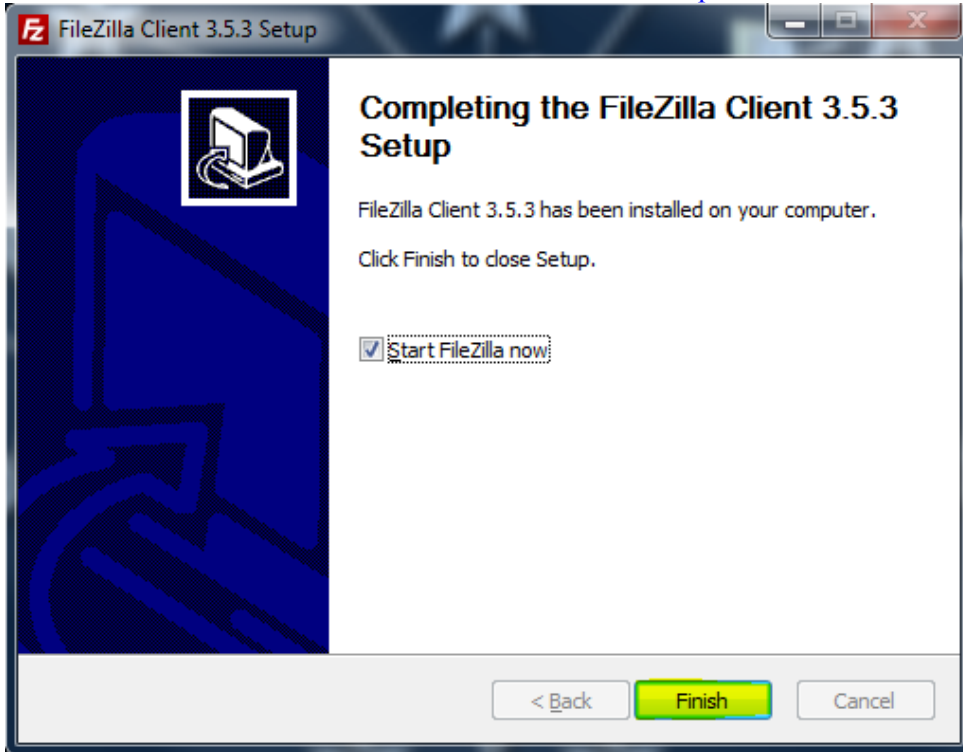 FileZilla Client 3.5.3 Setup
Completing the FileZilla Client 3.5.3
Setup
FileZilla Client 3.5.3 has been installed on your computer.
Click Finish to close Setup.
Start FileZilla now
< Back Finish Cancel